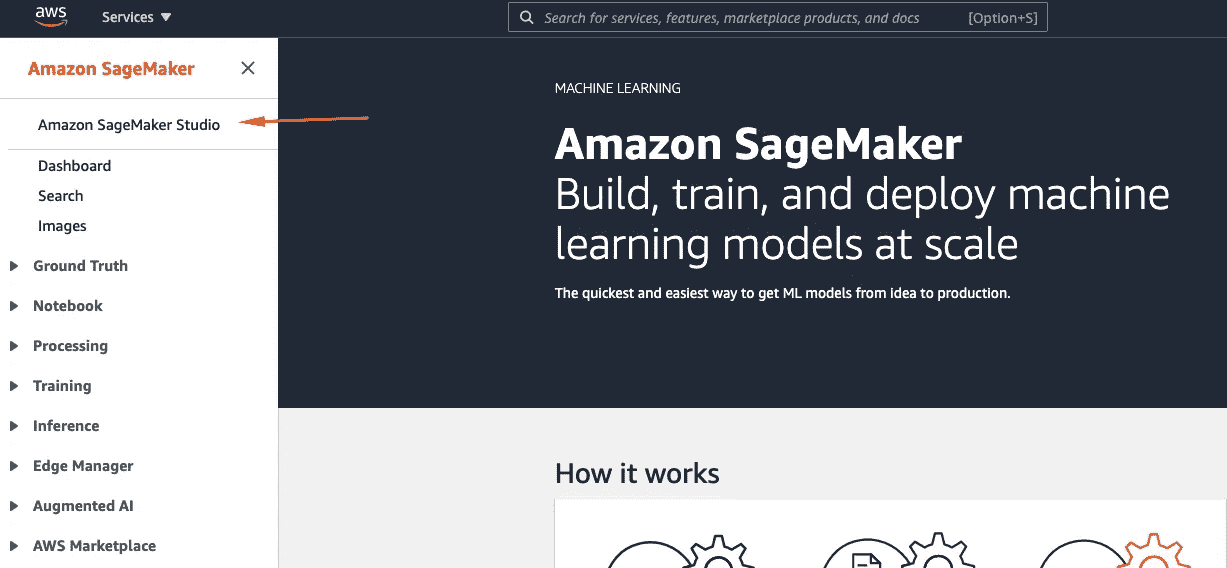 aws Services Search for services, features, marketplace products, and docs [Option+S]
Amazon SageMaker
Amazon SageMaker Studio
Dashboard
Search
Images
Ground Truth
Notebook
Processing
Training
Inference
Edge Manager
Augmented AI
AWS Marketplace
MACHINE LEARNING
Amazon SageMaker
Build, train, and deploy machine
learning models at scale
The quickest and easiest way to get ML models from idea to production.
How it works